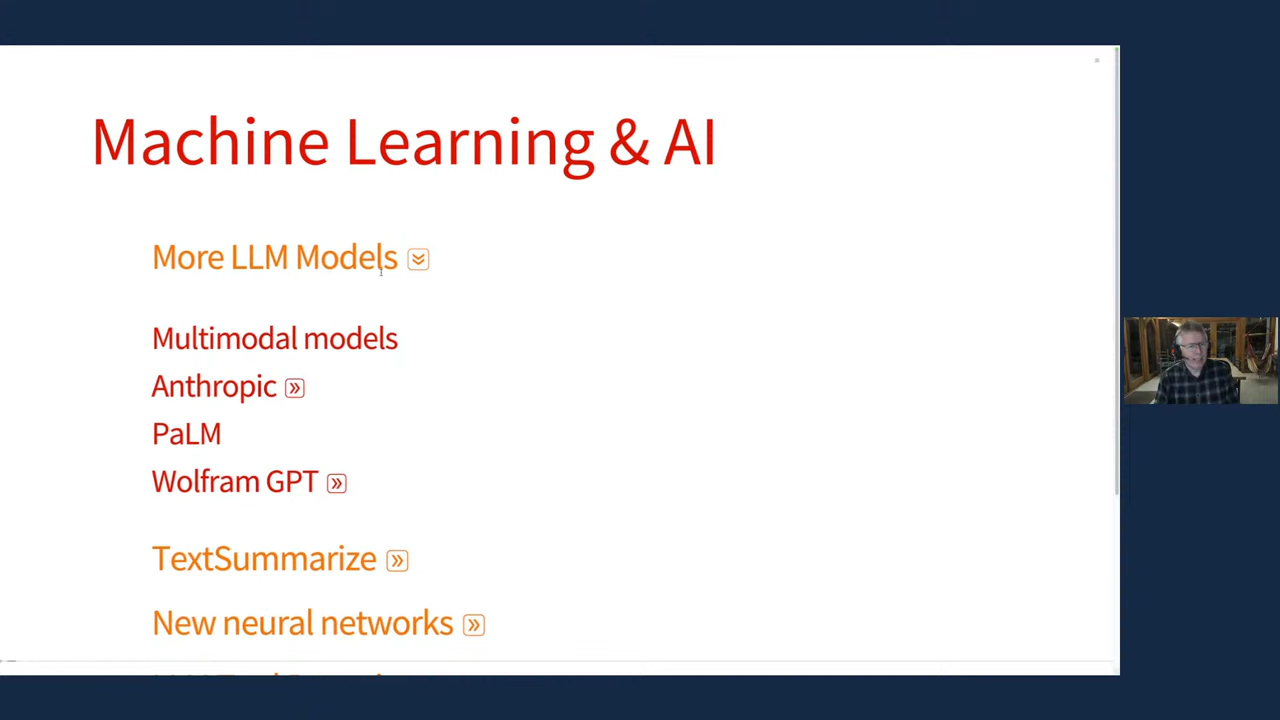 Machine Learning & AI
More LLM Models
Multimodal models
Anthropic
PaLM
Wolfram GPT
TextSummarize
New neural networks